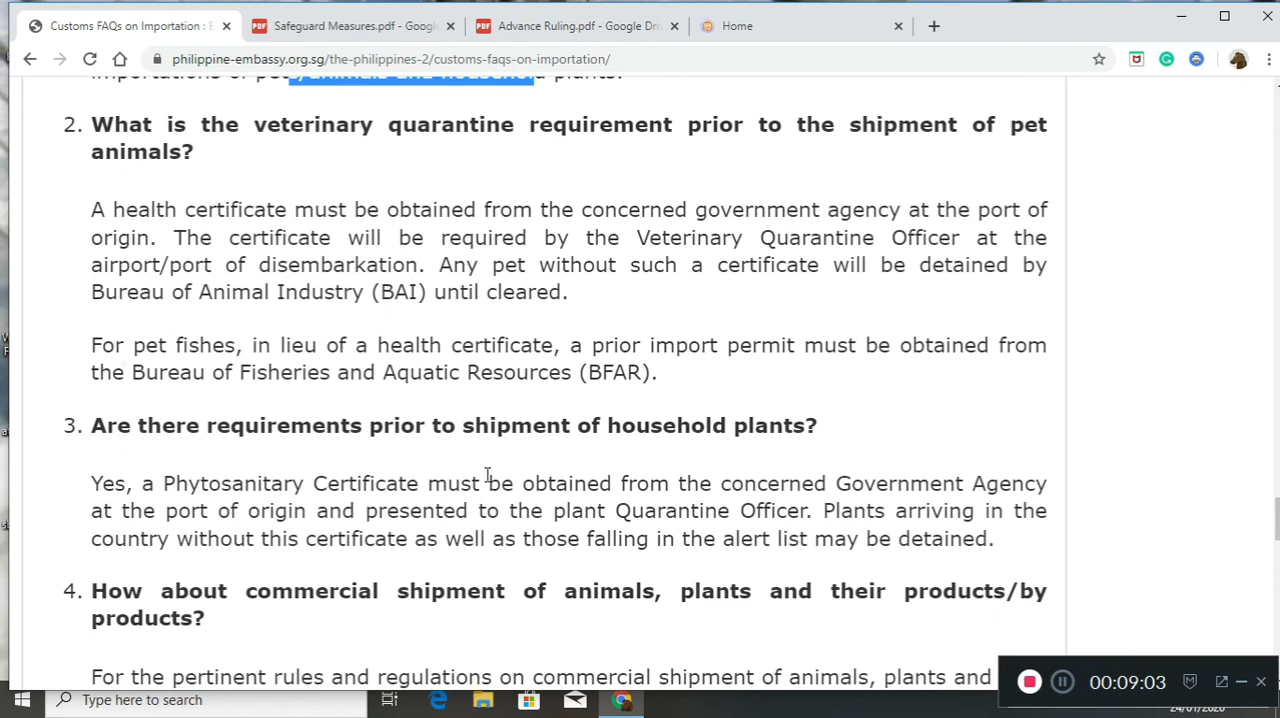 Customs FAQs on Importation : E
Safeguard Measures.pdf - Googl
Advance Ruling.pdf - Google Dri
Home
philippine-embassy.org.sg/the-philippines-2/customs-faqs-on-importation/
importations of pet, animals and household plants.
2. What is the veterinary quarantine requirement prior to the shipment of pet
animals?
A health certificate must be obtained from the concerned government agency at the port of
origin. The certificate will be required by the Veterinary Quarantine Officer at the
airport/port of disembarkation. Any pet without such a certificate will be detained by
Bureau of Animal Industry (BAI) until cleared.
For pet fishes, in lieu of a health certificate, a prior import permit must be obtained from
the Bureau of Fisheries and Aquatic Resources (BFAR).
3. Are there requirements prior to shipment of household plants?
Yes, a Phytosanitary Certificate must be obtained from the concerned Government Agency
at the port of origin and presented to the plant Quarantine Officer. Plants arriving in the
country without this certificate as well as those falling in the alert list may be detained.
4. How about commercial shipment of animals, plants and their products/by
products?
For the pertinent rules and regulations on commercial shipment of animals, plants and
00:09:03
Type here to search
24/01/2020